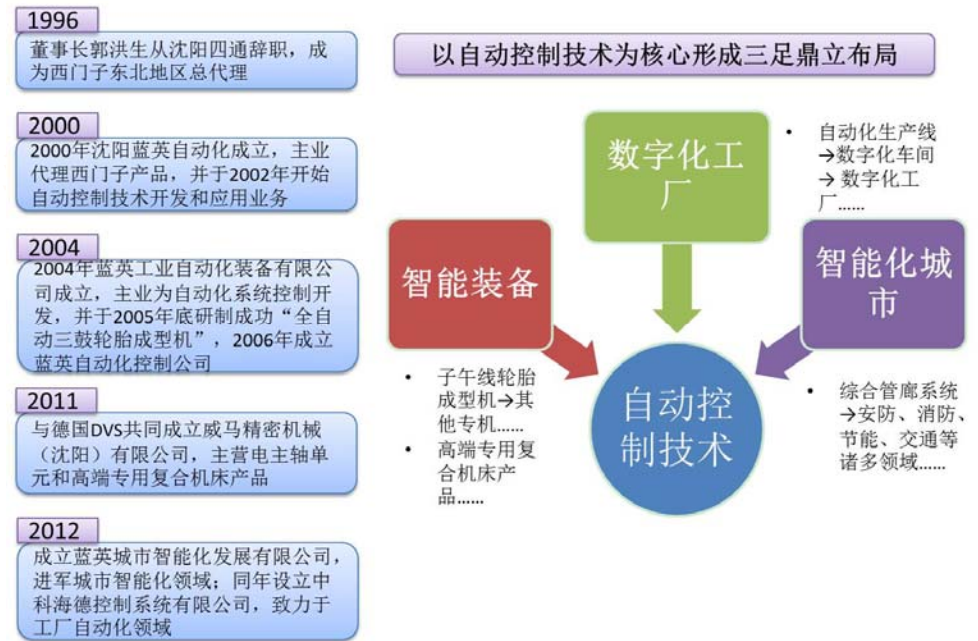 1996
董事长郭洪生从沈阳四通辞职，成
为西门子东北地区总代理
2000
2000年沈阳蓝英自动化成立，主业
代理西门子产品，并于2002年开始
自动控制技术开发和应用业务
2004
2004年蓝英工业自动化装备有限公
司成立，主业为自动化系统控制开
发，并于2005年底研制成功“全自
动三鼓轮胎成型机”，2006年成立
蓝英自动化控制公司
2011
与德国DVS共同成立威马精密机械
（沈阳）有限公司，主营电主轴单
元和高端专用复合机床产品
2012
成立蓝英城市智能化发展有限公司，
进军城市智能化领域；同年设立中
科海德控制系统有限公司，致力于
工厂自动化领域
以自动控制技术为核心形成三足鼎立布局
数字化工
厂
• 自动化生产线
→数字化车间
→ 数字化工
厂......
智能装备
智能化城
市
• 子午线轮胎
成型机→其
他专机......
• 高端专用复
合机床产
品......
自动控
制技术
• 综合管廊系统
→安防、消防、
节能、交通等
诸多领域......